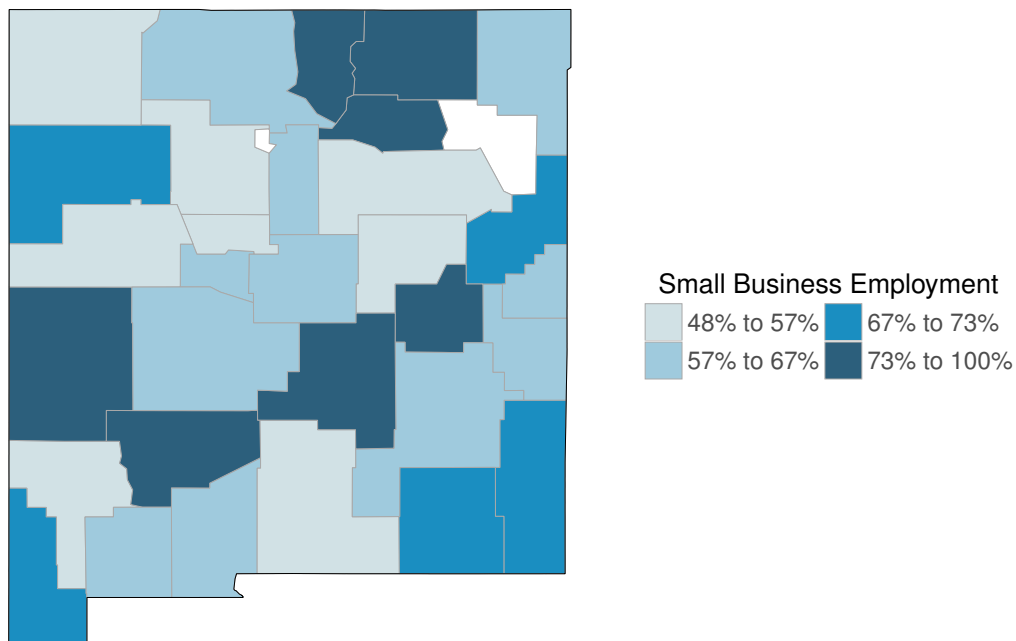 Small Business Employment
48% to 57% 67% to 73%
57% to 67% 73% to 100%